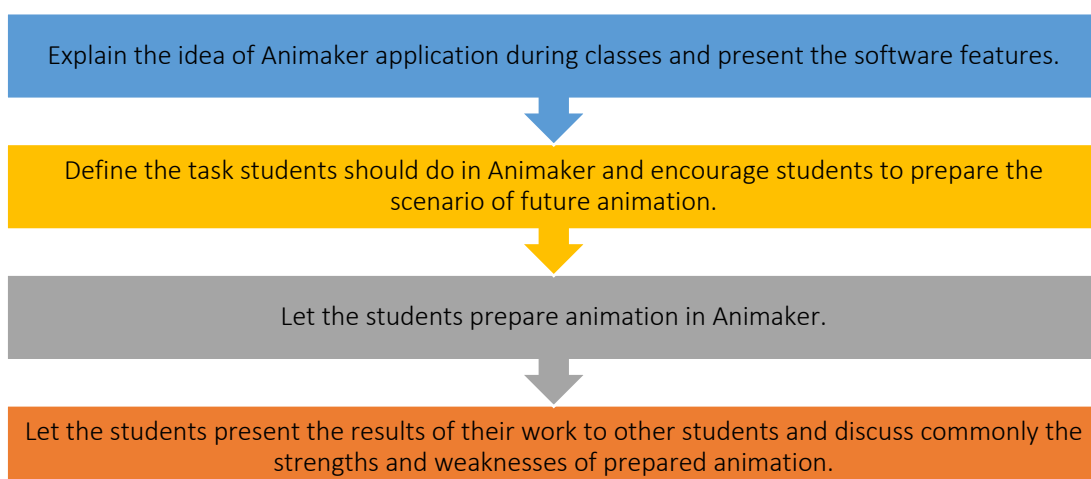 Explain the idea of Animaker application during classes and present the software features.
Define the task students should do in Animaker and encourage students to prepare the
scenario of future animation.
Let the students prepare animation in Animaker.
Let the students present the results of their work to other students and discuss commonly the
strengths and weaknesses of prepared animation.